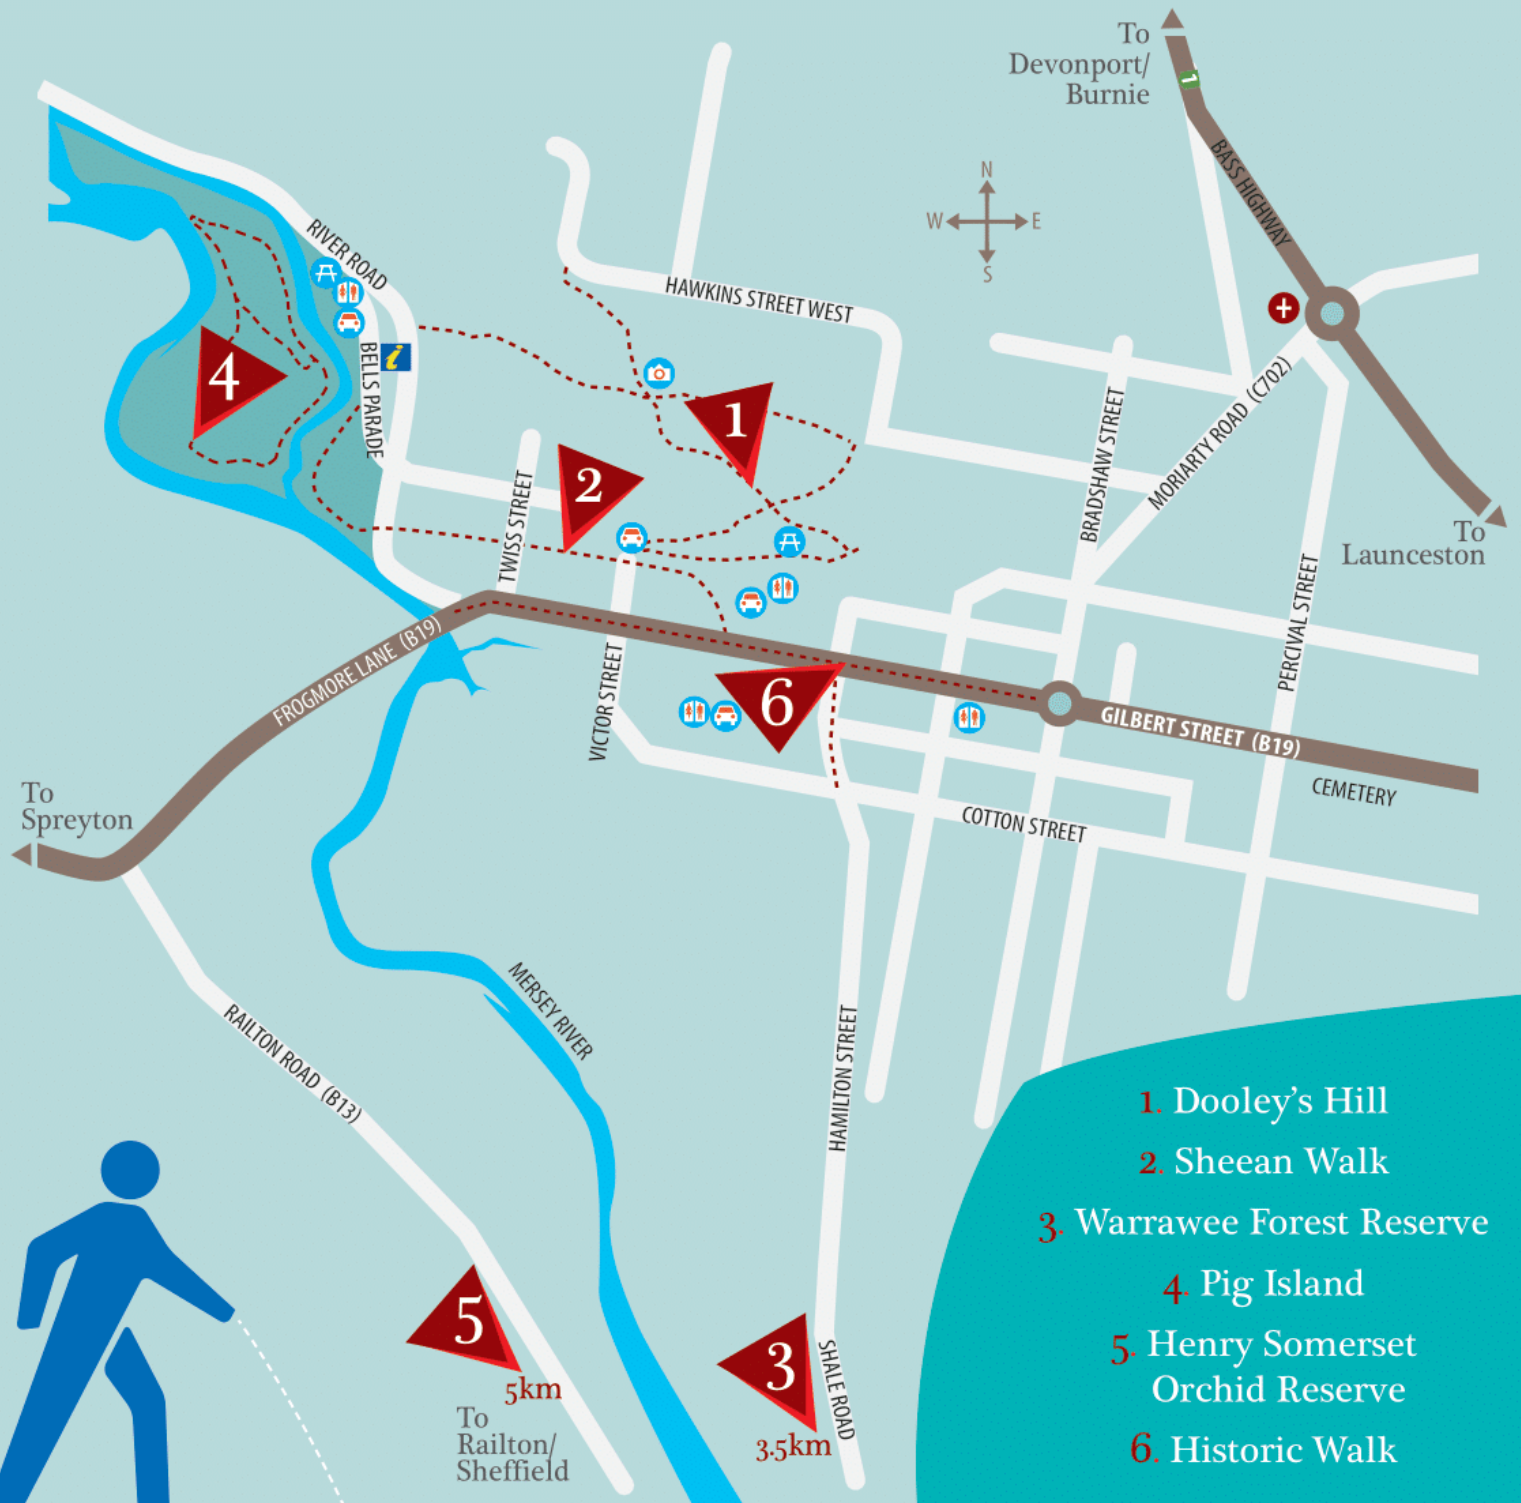 To
Devonport/
Burnie
1
BASS HIGHWAY
N
W E
S
RIVER ROAD
HAWKINS STREET WEST
BELLS PARADE
i
4
1
2
TWISS STREET
BRADSHAW STREET
MORIARTY ROAD (C702)
To
Launceston
PERCIVAL STREET
FROGMORE LANE (B19)
VICTOR STREET
6
GILBERT STREET (B19)
CEMETERY
COTTON STREET
To
Spreyton
MERSEY RIVER
RAILTON ROAD (B13)
HAMILTON STREET
5
5km
To
Railton/
Sheffield
3
3.5km
SHALE ROAD
1. Dooley's Hill
2. Sheean Walk
3. Warrawee Forest Reserve
4. Pig Island
5. Henry Somerset
Orchid Reserve
6. Historic Walk